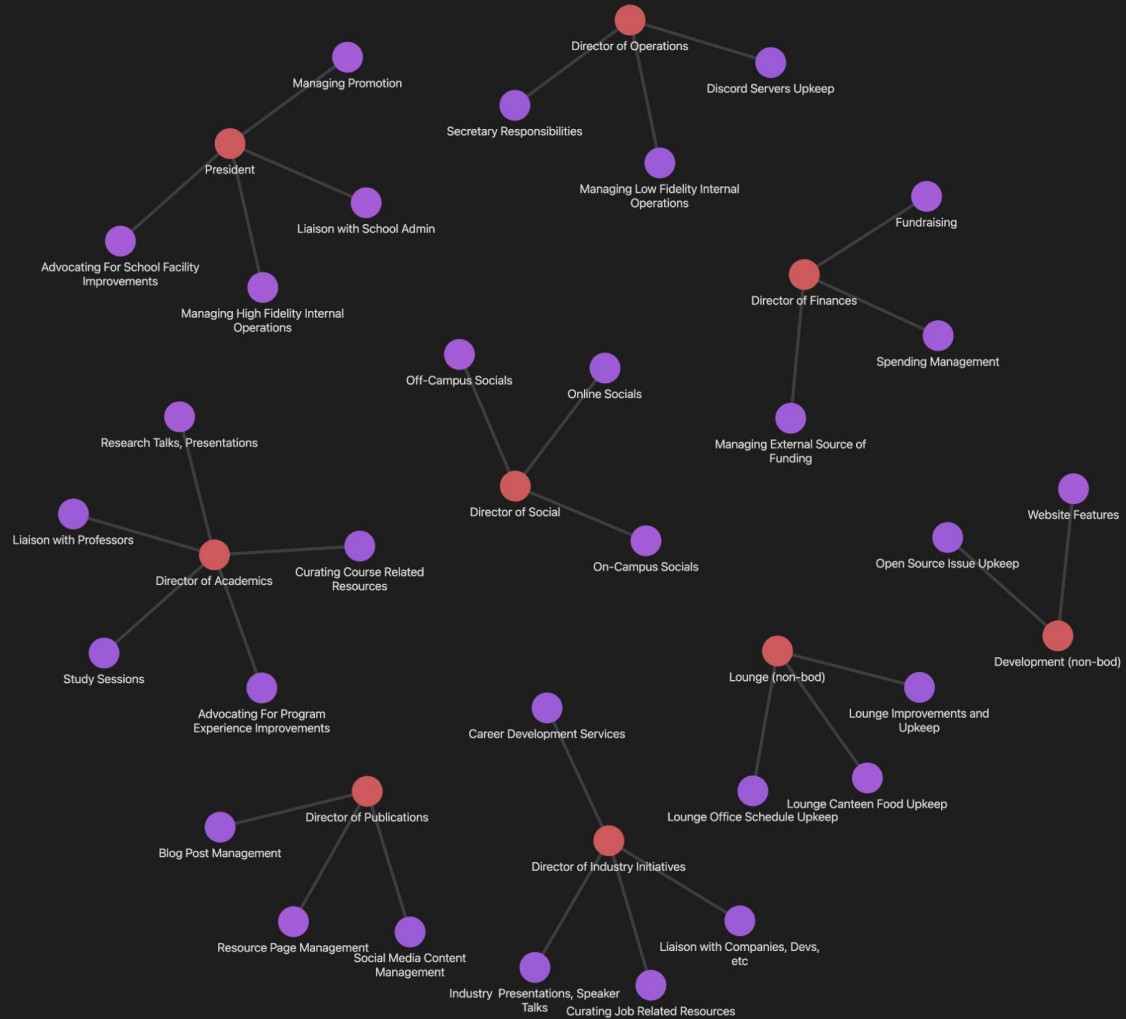 Director of Operations
Managing Promotion
Discord Servers Upkeep
Secretary Responsibilities
President
Managing Low Fidelity Internal
Operations
Liaison with School Admin
Fundraising
Advocating For School Facility
Improvements
Managing High Fidelity Internal
Operations
Director of Finances
Spending Management
Off-Campus Socials
Online Socials
Managing External Source of
Funding
Research Talks, Presentations
Director of Social
Website Features
Liaison with Professors
Director of Academics
Curating Course Related
Resources
On-Campus Socials
Open Source Issue Upkeep
Development (non-bod)
Study Sessions
Lounge (non-bod)
Advocating For Program
Experience Improvements
Lounge Improvements and
Upkeep
Career Development Services
Lounge Canteen Food Upkeep
Lounge Office Schedule Upkeep
Director of Publications
Blog Post Management
Director of Industry Initiatives
Resource Page Management
Social Media Content
Management
Liaison with Companies, Devs,
etc
Industry  Presentations, Speaker
Talks
Curating Job Related Resources